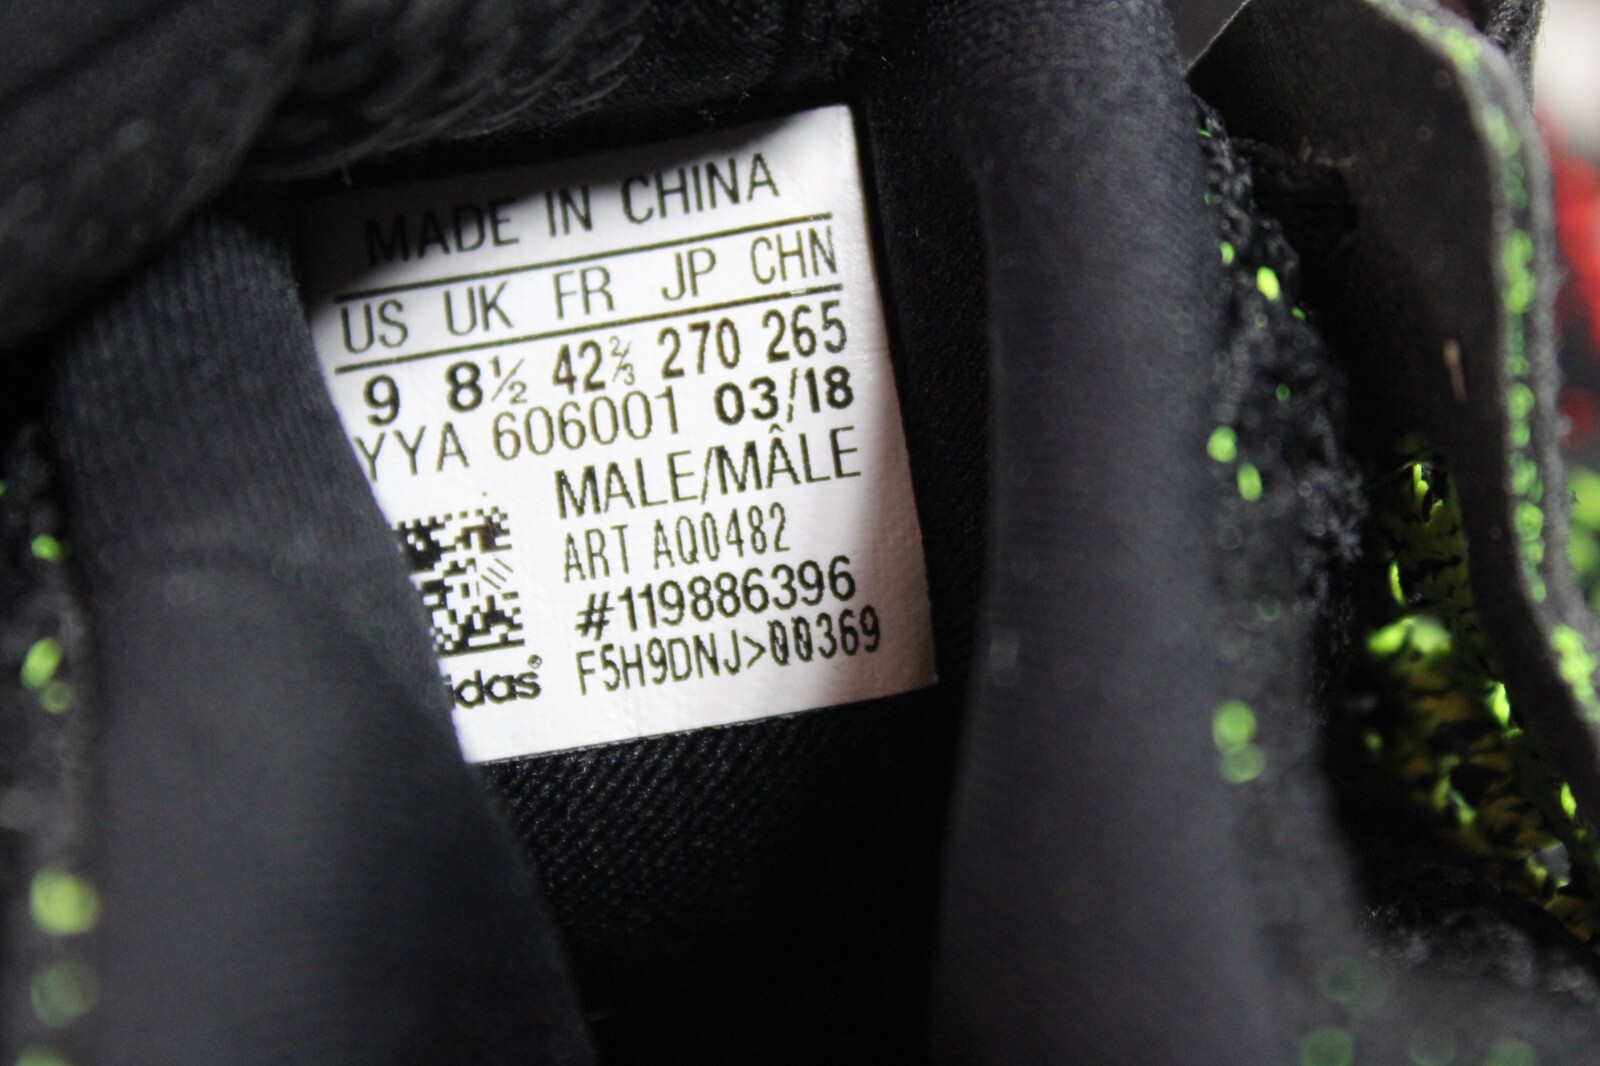 MADE IN CHINA
US UK FR JP CHN
9 8½ 42⅔ 270 265
YYA 606001 03/18
MALE/MÂLE
ART AQ0482
#119886396
F5H9DNJ>00369
idas®